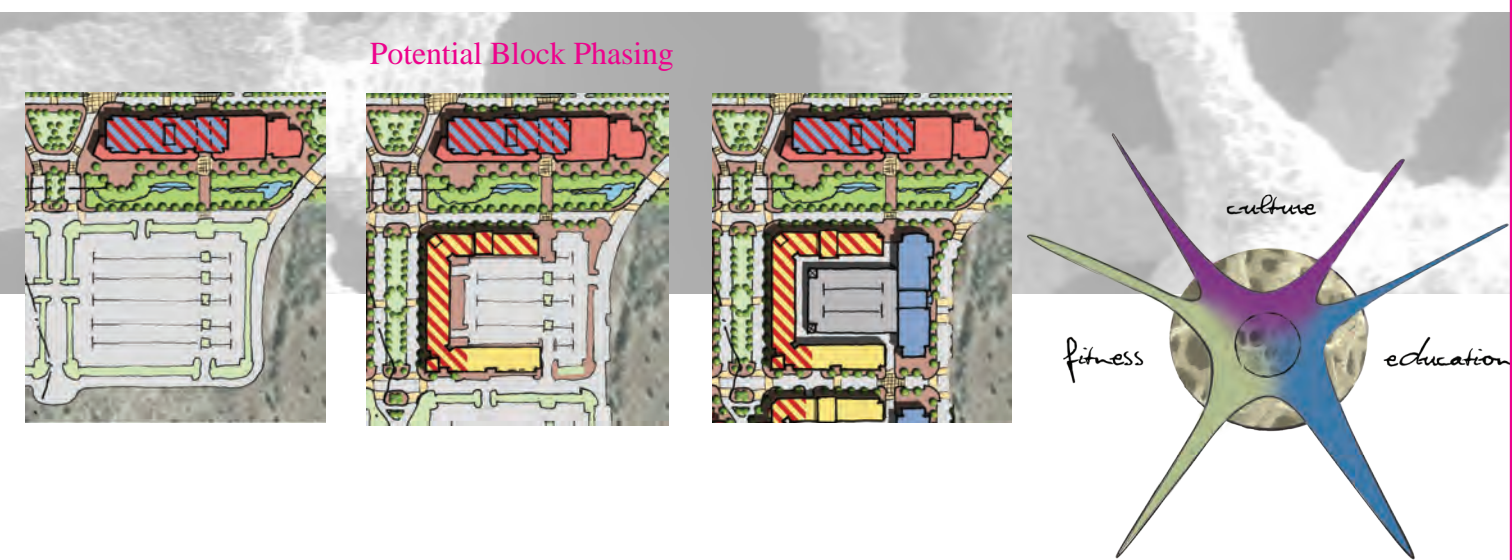 Potential Block Phasing
culture
fitness
education